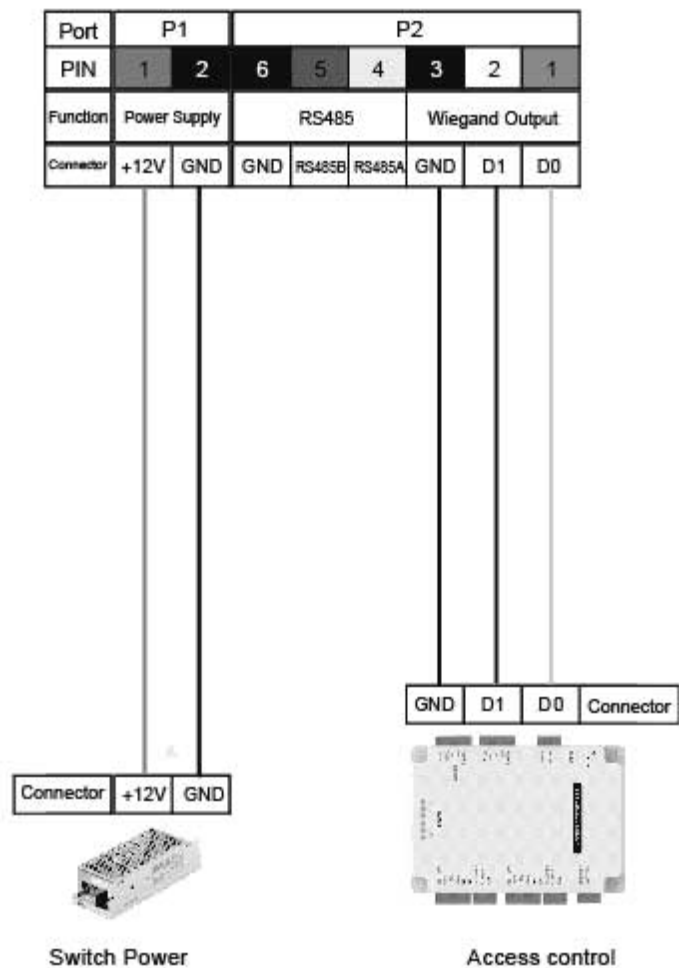 Port P1 P2
PIN 1 2 6 5 4 3 2 1
Function Power Supply RS485 Wiegand Output
Connector +12V GND GND RS485B RS485A GND D1 D0
GND D1 D0 Connector
Connector +12V GND
Switch Power Access control